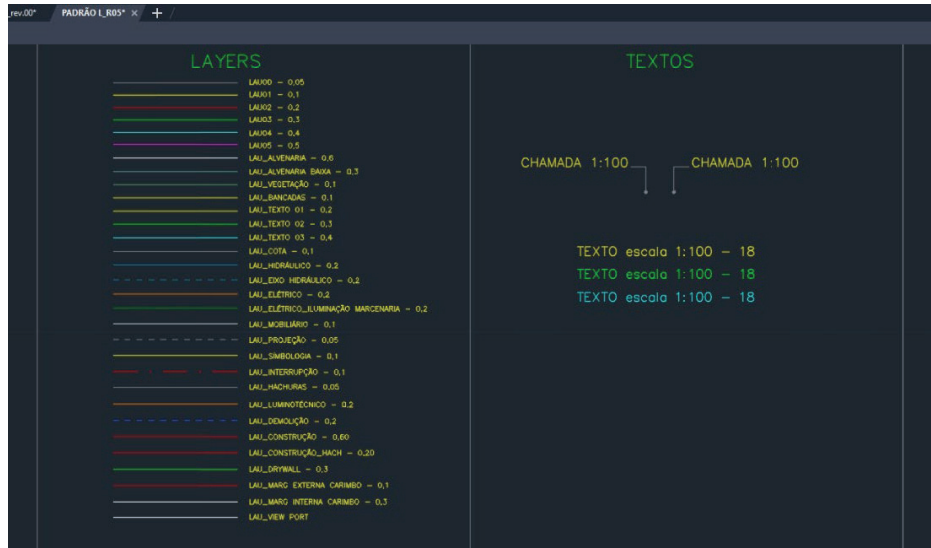 _rev.00*
PADRÃO I_R05*
LAYERS
LAU00 – 0,05
LAU01 – 0,1
LAU02 – 0,2
LAU03 – 0,3
LAU04 – 0,4
LAU05 – 0,5
LAU_ALVENARIA – 0,6
LAU_ALVENARIA BAIXA – 0,3
LAU_VEGETAÇÃO – 0,1
LAU_BANCADAS – 0.1
LAU_TEXTO 01 – 0,2
LAU_TEXTO 02 – 0,3
LAU_TEXTO 03 – 0,4
LAU_COTA – 0,1
LAU_HIDRÁULICO – 0,2
LAU_EIXO HIDRÁULICO – 0,2
LAU_ELÉTRICO – 0,2
LAU_ELÉTRICO_ILUMINAÇÃO MARCENARIA – 0,2
LAU_MOBILIÁRIO – 0,1
LAU_PROJEÇÃO – 0,05
LAU_SIMBOLOGIA – 0,1
LAU_INTERRUPÇÃO – 0,1
LAU_HACHURAS – 0,05
LAU_LUMINOTÉCNICO – 0,2
LAU_DEMOLIÇÃO – 0,2
LAU_CONSTRUÇÃO – 0,60
LAU_CONSTRUÇÃO_HACH – 0,20
LAU_DRYWALL – 0,3
LAU_MARG EXTERNA CARIMBO – 0,1
LAU_MARG INTERNA CARIMBO – 0,3
LAU_VIEW PORT
TEXTOS
CHAMADA 1:100 CHAMADA 1:100
TEXTO escala 1:100 – 18
TEXTO escala 1:100 – 18
TEXTO escala 1:100 – 18